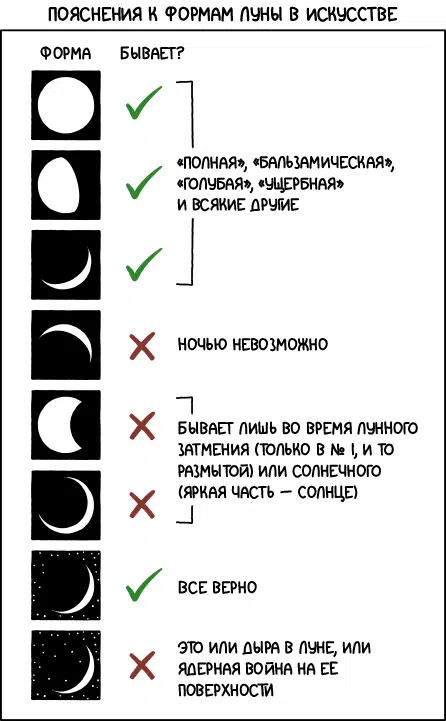 ПОЯСНЕНИЯ К ФОРМАМ ЛУНЫ В ИСКУССТВЕ
ФОРМА БЫВАЕТ?
«ПОЛНАЯ», «БАЛЬЗАМИЧЕСКАЯ»,
«ГОЛУБАЯ», «УЩЕРБНАЯ»
И ВСЯКИЕ ДРУГИЕ
НОЧЬЮ НЕВОЗМОЖНО
БЫВАЕТ ЛИШЬ ВО ВРЕМЯ ЛУННОГО
ЗАТМЕНИЯ (ТОЛЬКО В № 1, И ТО
РАЗМЫТОЙ) ИЛИ СОЛНЕЧНОГО
(ЯРКАЯ ЧАСТЬ — СОЛНЦЕ)
ВСЕ ВЕРНО
ЭТО ИЛИ ДЫРА В ЛУНЕ, ИЛИ
ЯДЕРНАЯ ВОЙНА НА ЕЕ
ПОВЕРХНОСТИ